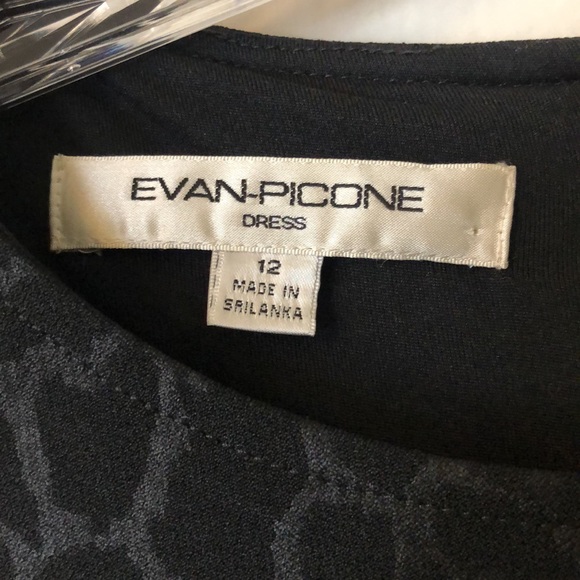 EVAN-PICONE
DRESS
12
MADE IN
SRILANKA